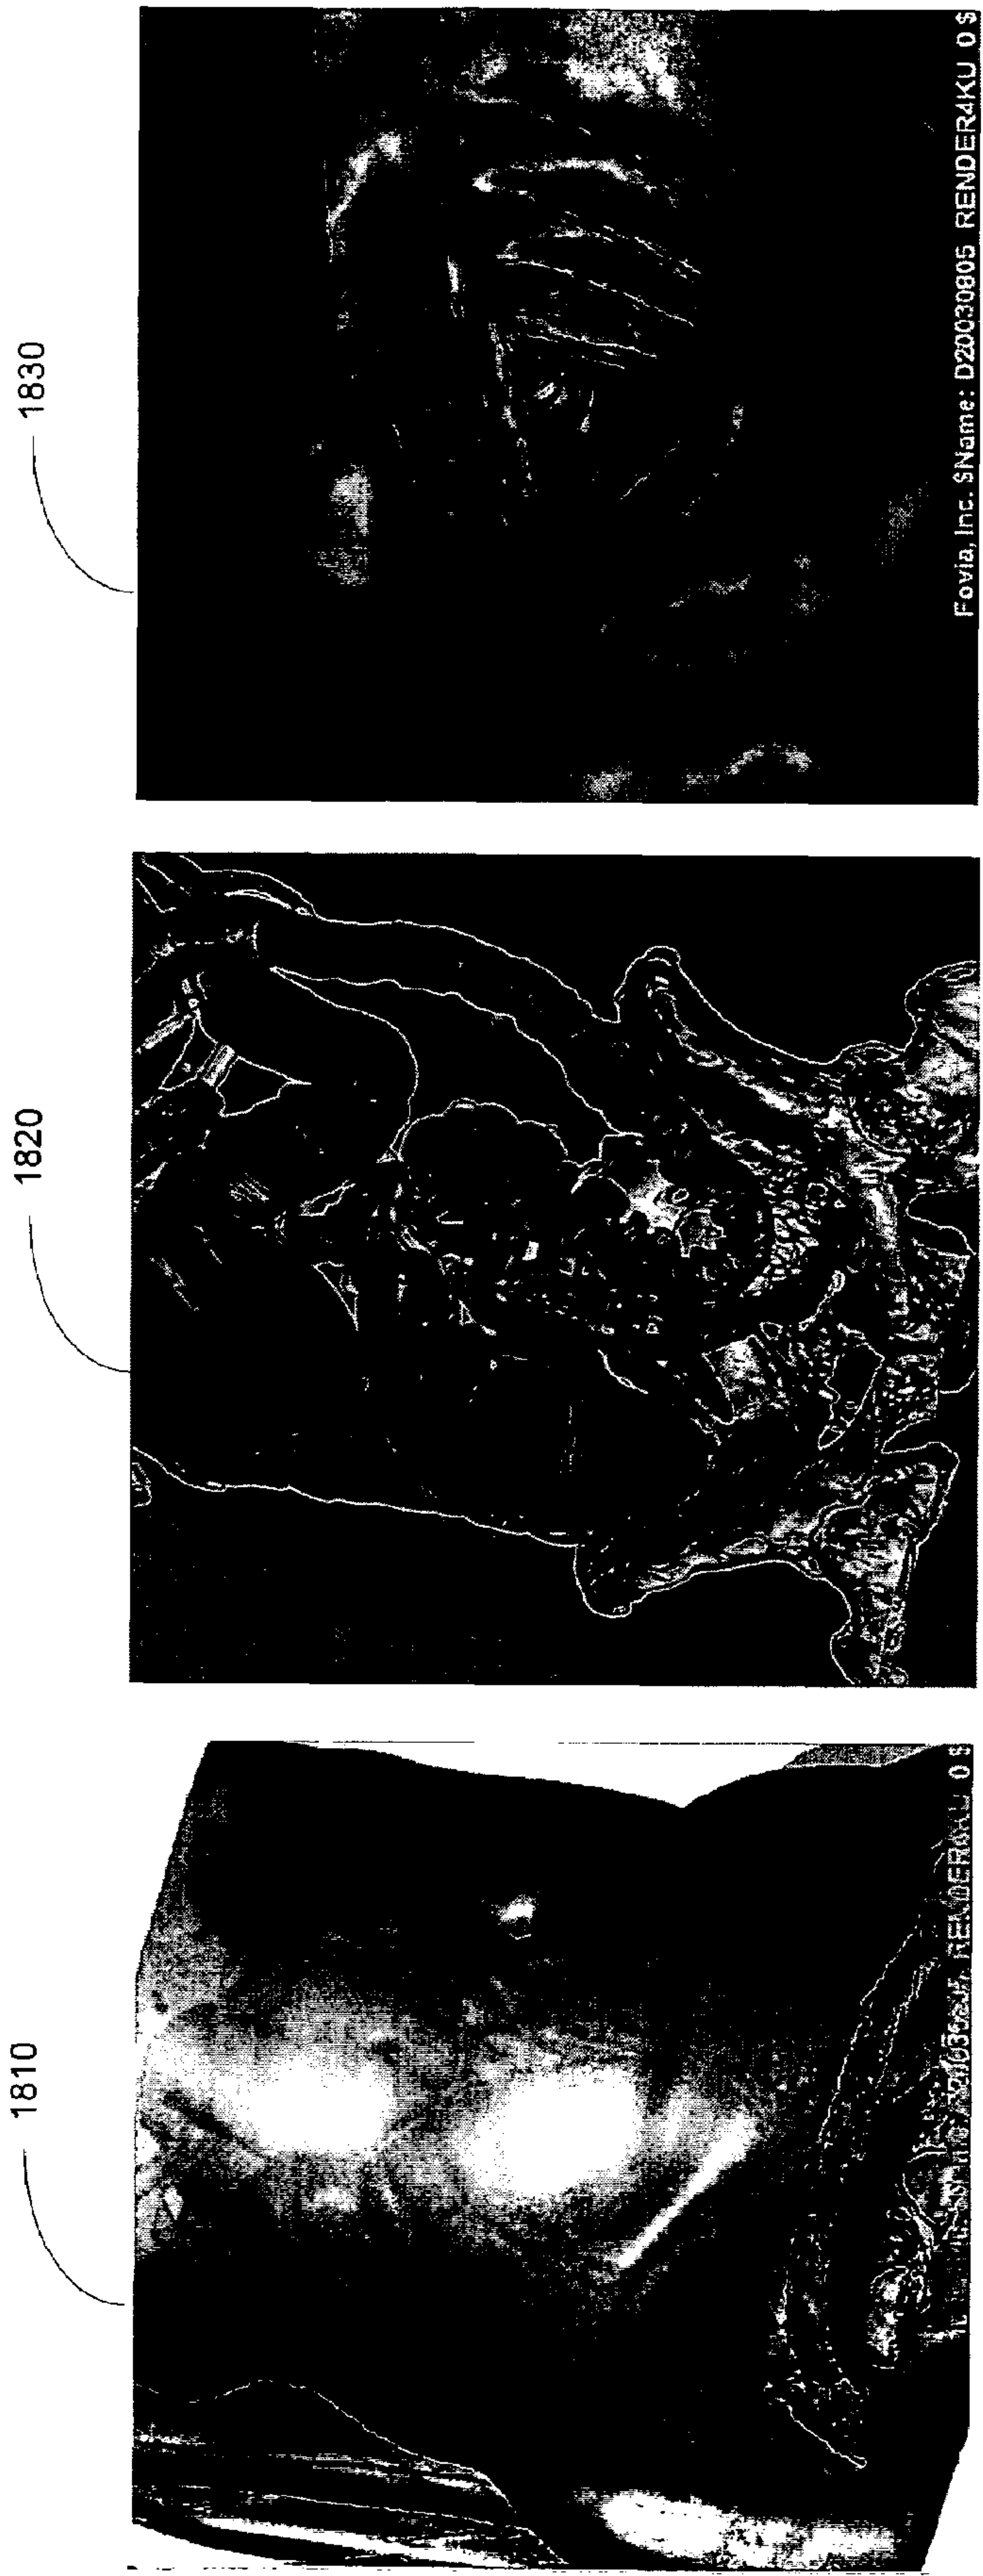 1810
1820
1830
RENDER4KU 0 $
Fovia, Inc. $Name: D20030805 RENDER4KU 0 $